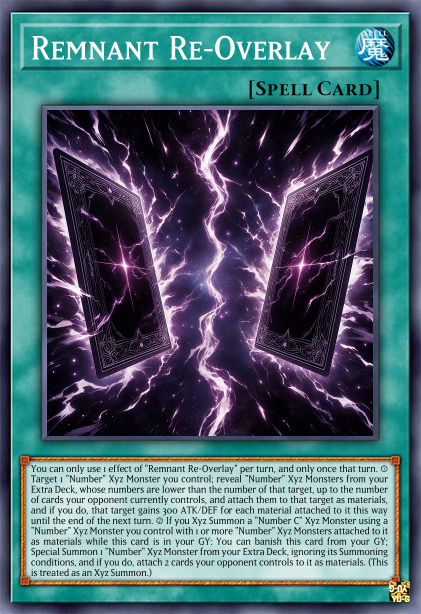 Remnant Re-Overlay
SPELL
魔
[Spell Card]
You can only use 1 effect of "Remnant Re-Overlay" per turn, and only once that turn. ①
Target 1 "Number" Xyz Monster you control; reveal "Number" Xyz Monsters from your
Extra Deck, whose numbers are lower than the number of that target, up to the number
of cards your opponent currently controls, and attach them to that target as materials,
and if you do, that target gains 300 ATK/DEF for each material attached to it this way
until the end of the next turn. ② If you Xyz Summon a "Number C" Xyz Monster using a
"Number" Xyz Monster you control with 1 or more "Number" Xyz Monsters attached to it
as materials while this card is in your GY: You can banish this card from your GY;
Special Summon 1 "Number" Xyz Monster from your Extra Deck, ignoring its Summoning
conditions, and if you do, attach 2 cards your opponent controls to it as materials. (This
is treated as an Xyz Summon.)